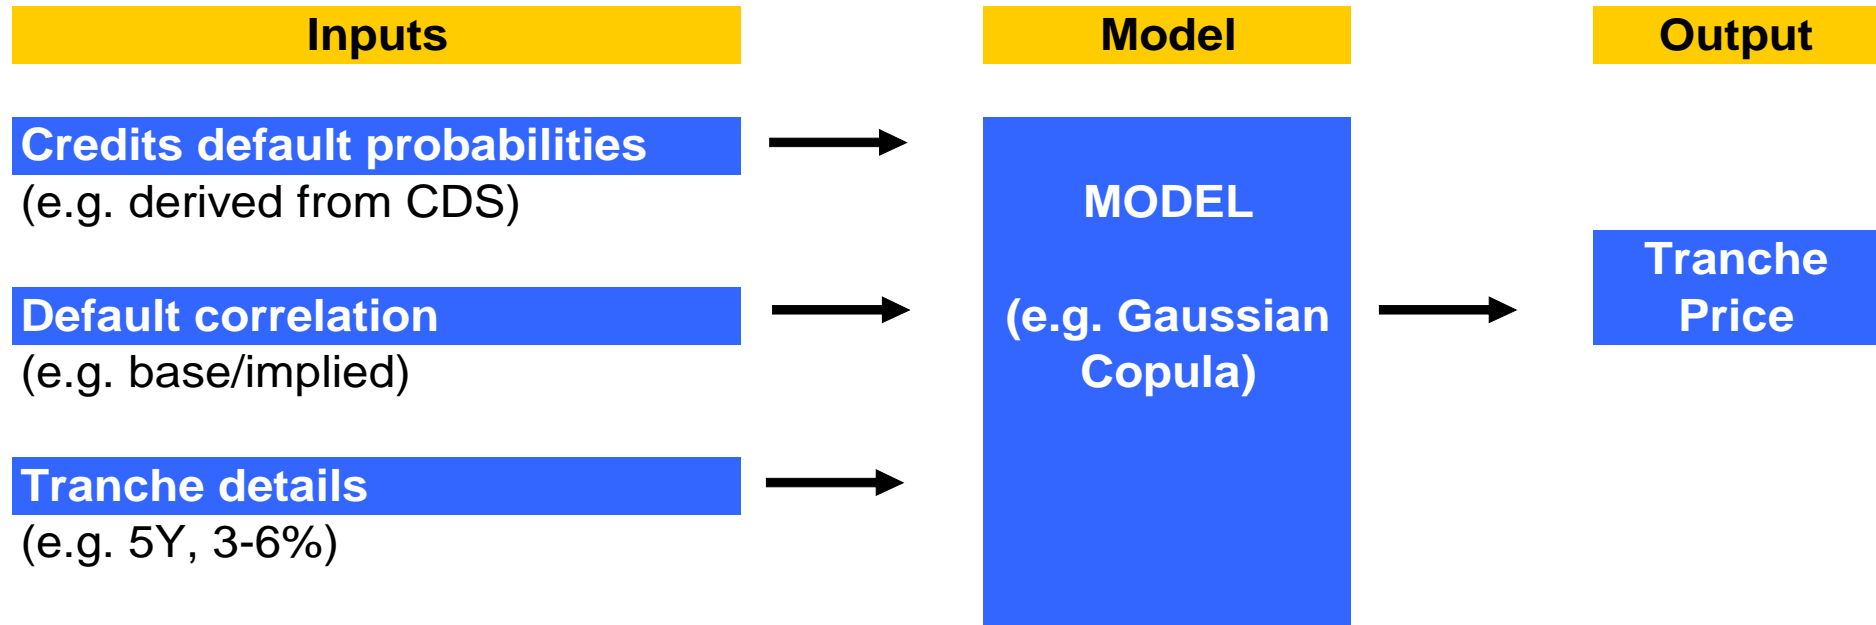 Inputs
Model
Output
Credits default probabilities
(e.g. derived from CDS)
Default correlation
(e.g. base/implied)
Tranche details
(e.g. 5Y, 3-6%)
MODEL
(e.g. Gaussian
Copula)
Tranche
Price